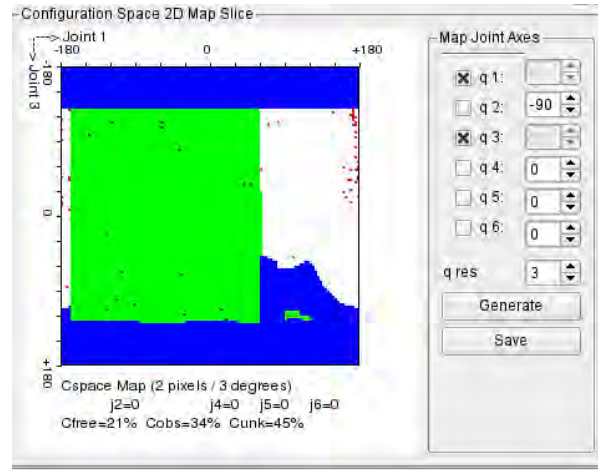 Configuration Space 2D Map Slice
Joint 1
-180 0 +180
Joint 3
-180
0
+180
Cspace Map (2 pixels / 3 degrees)
j2=0 j4=0 j5=0 j6=0
Cfree=21% Cobs=34% Cunk=45%
Map Joint Axes
q 1:
q 2: -90
q 3:
q 4: 0
q 5: 0
q 6: 0
q res 3
Generate
Save